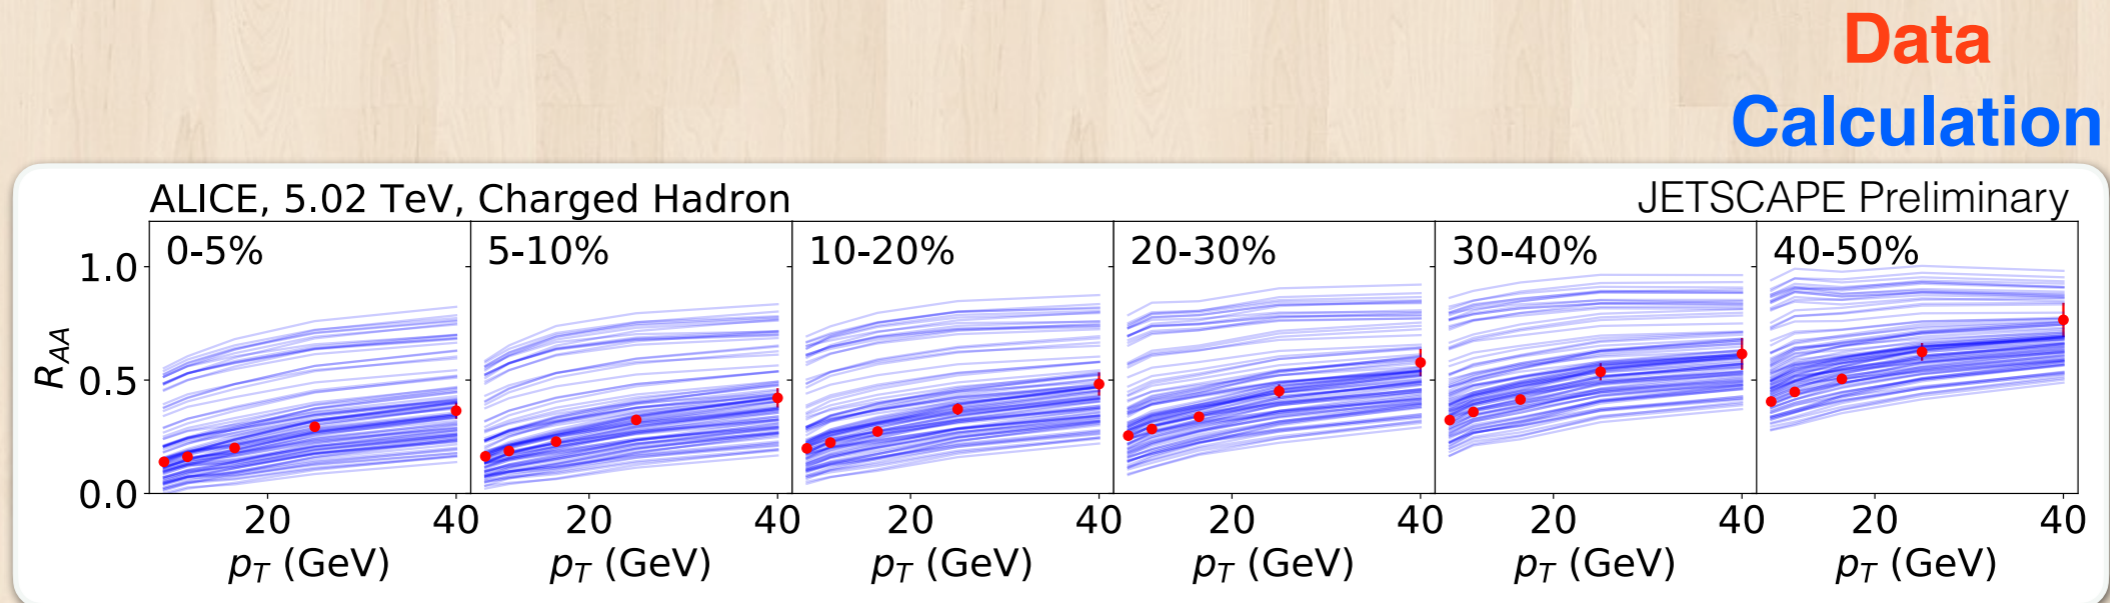 Data
Calculation
ALICE, 5.02 TeV, Charged Hadron
JETSCAPE Preliminary
0-5% 5-10% 10-20% 20-30% 30-40% 40-50%
1.0
R_AA
0.5
0.0
20 40 20 40 20 40 20 40 20 40 20 40
p_T (GeV) p_T (GeV) p_T (GeV) p_T (GeV) p_T (GeV) p_T (GeV)